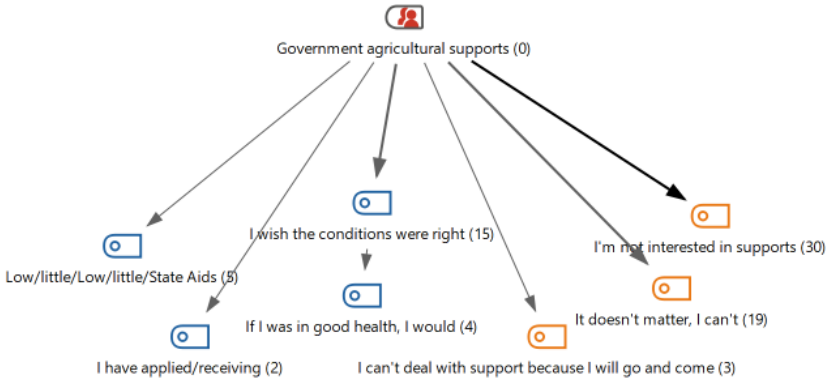 Government agricultural supports (0)
I wish the conditions were right (15)
I'm not interested in supports (30)
Low/little/Low/little/State Aids (5)
If I was in good health, I would (4)
It doesn't matter, I can't (19)
I have applied/receiving (2)
I can't deal with support because I will go and come (3)